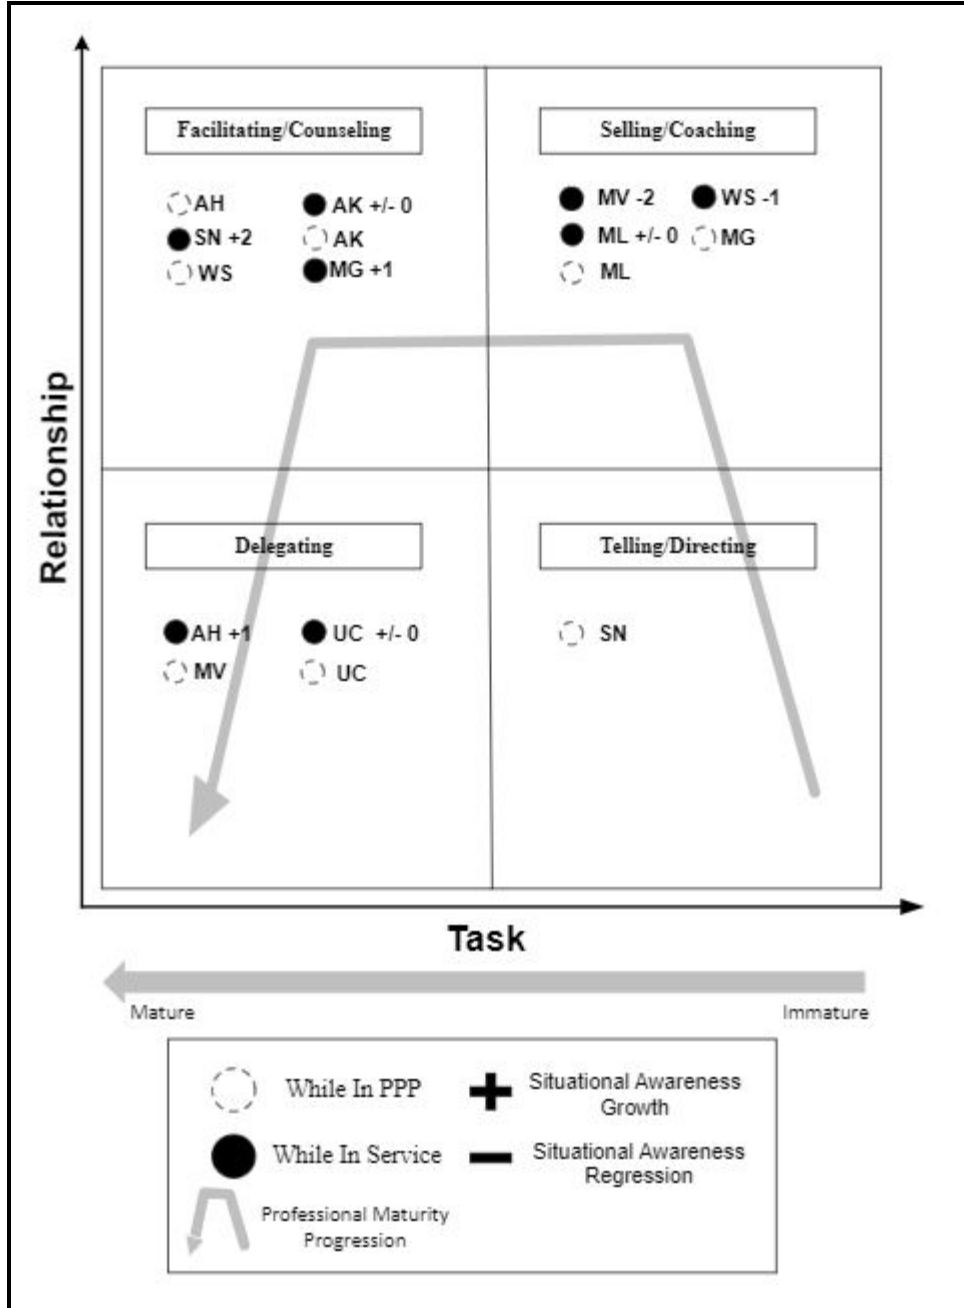 Facilitating/Counseling
Selling/Coaching
AH
AK +/- 0
SN +2
AK
WS
MG +1
MV -2
WS -1
ML +/- 0
MG
ML
Relationship
Delegating
Telling/Directing
AH +1
UC +/- 0
MV
UC
SN
Task
Mature
Immature
While In PPP
Situational Awareness
Growth
While In Service
Situational Awareness
Regression
Professional Maturity
Progression